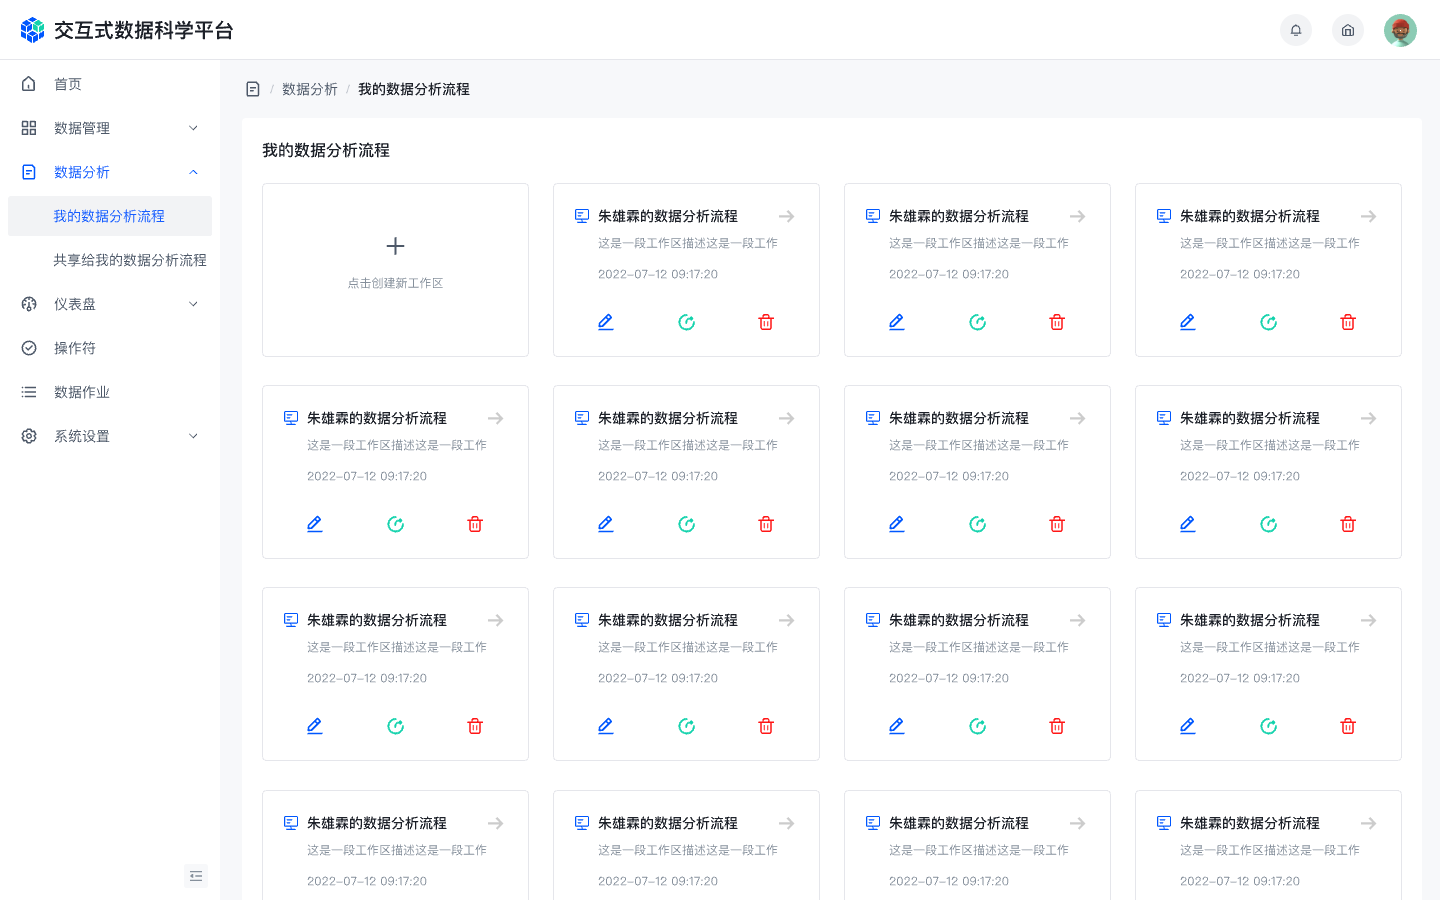 交互式数据科学平台
首页
数据管理
数据分析
我的数据分析流程
共享给我的数据分析流程
仪表盘
操作符
数据作业
系统设置
/ 数据分析 / 我的数据分析流程
我的数据分析流程
点击创建新工作区
朱雄霖的数据分析流程
这是一段工作区描述这是一段工作
2022-07-12 09:17:20
朱雄霖的数据分析流程
这是一段工作区描述这是一段工作
2022-07-12 09:17:20
朱雄霖的数据分析流程
这是一段工作区描述这是一段工作
2022-07-12 09:17:20
朱雄霖的数据分析流程
这是一段工作区描述这是一段工作
2022-07-12 09:17:20
朱雄霖的数据分析流程
这是一段工作区描述这是一段工作
2022-07-12 09:17:20
朱雄霖的数据分析流程
这是一段工作区描述这是一段工作
2022-07-12 09:17:20
朱雄霖的数据分析流程
这是一段工作区描述这是一段工作
2022-07-12 09:17:20
朱雄霖的数据分析流程
这是一段工作区描述这是一段工作
2022-07-12 09:17:20
朱雄霖的数据分析流程
这是一段工作区描述这是一段工作
2022-07-12 09:17:20
朱雄霖的数据分析流程
这是一段工作区描述这是一段工作
2022-07-12 09:17:20
朱雄霖的数据分析流程
这是一段工作区描述这是一段工作
2022-07-12 09:17:20
朱雄霖的数据分析流程
这是一段工作区描述这是一段工作
2022-07-12 09:17:20
朱雄霖的数据分析流程
这是一段工作区描述这是一段工作
2022-07-12 09:17:20
朱雄霖的数据分析流程
这是一段工作区描述这是一段工作
2022-07-12 09:17:20
朱雄霖的数据分析流程
这是一段工作区描述这是一段工作
2022-07-12 09:17:20